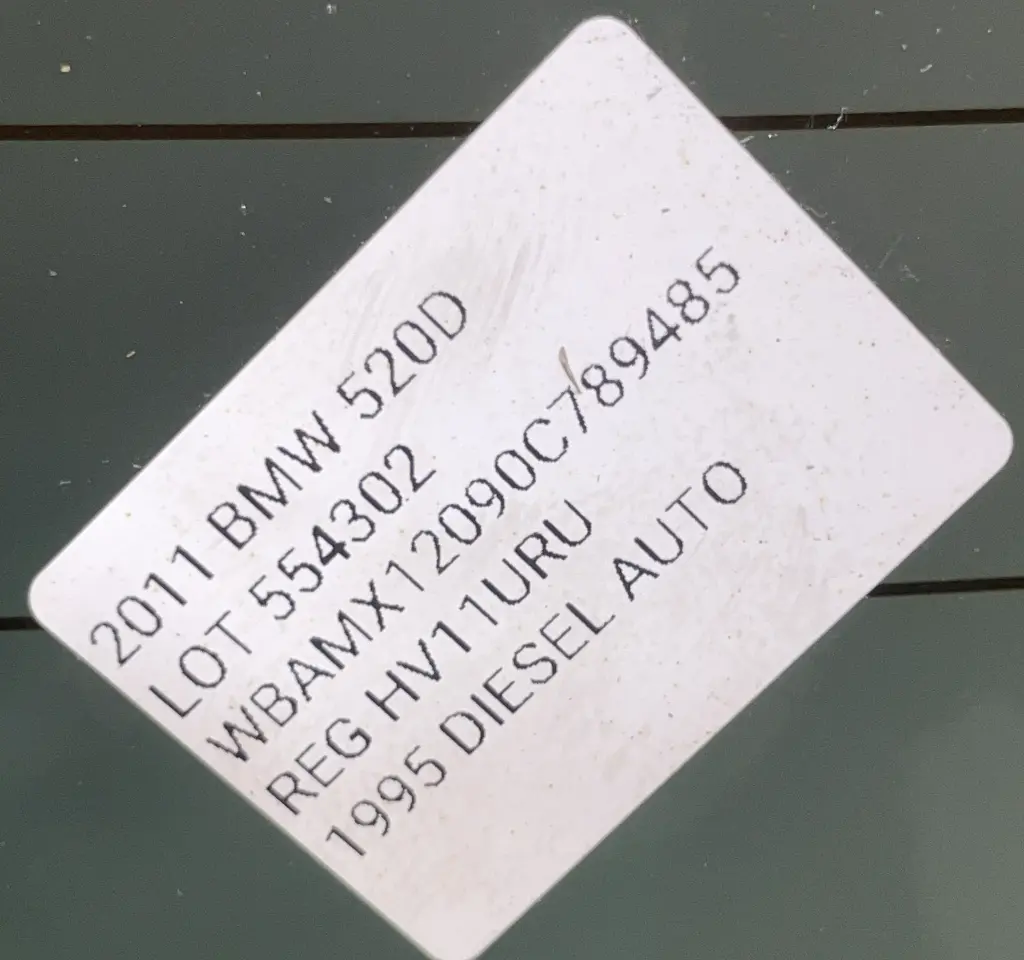 2011 BMW 520D
LOT 554302
WBAMX12090C789485
REG HV11URU
1995 DIESEL AUTO